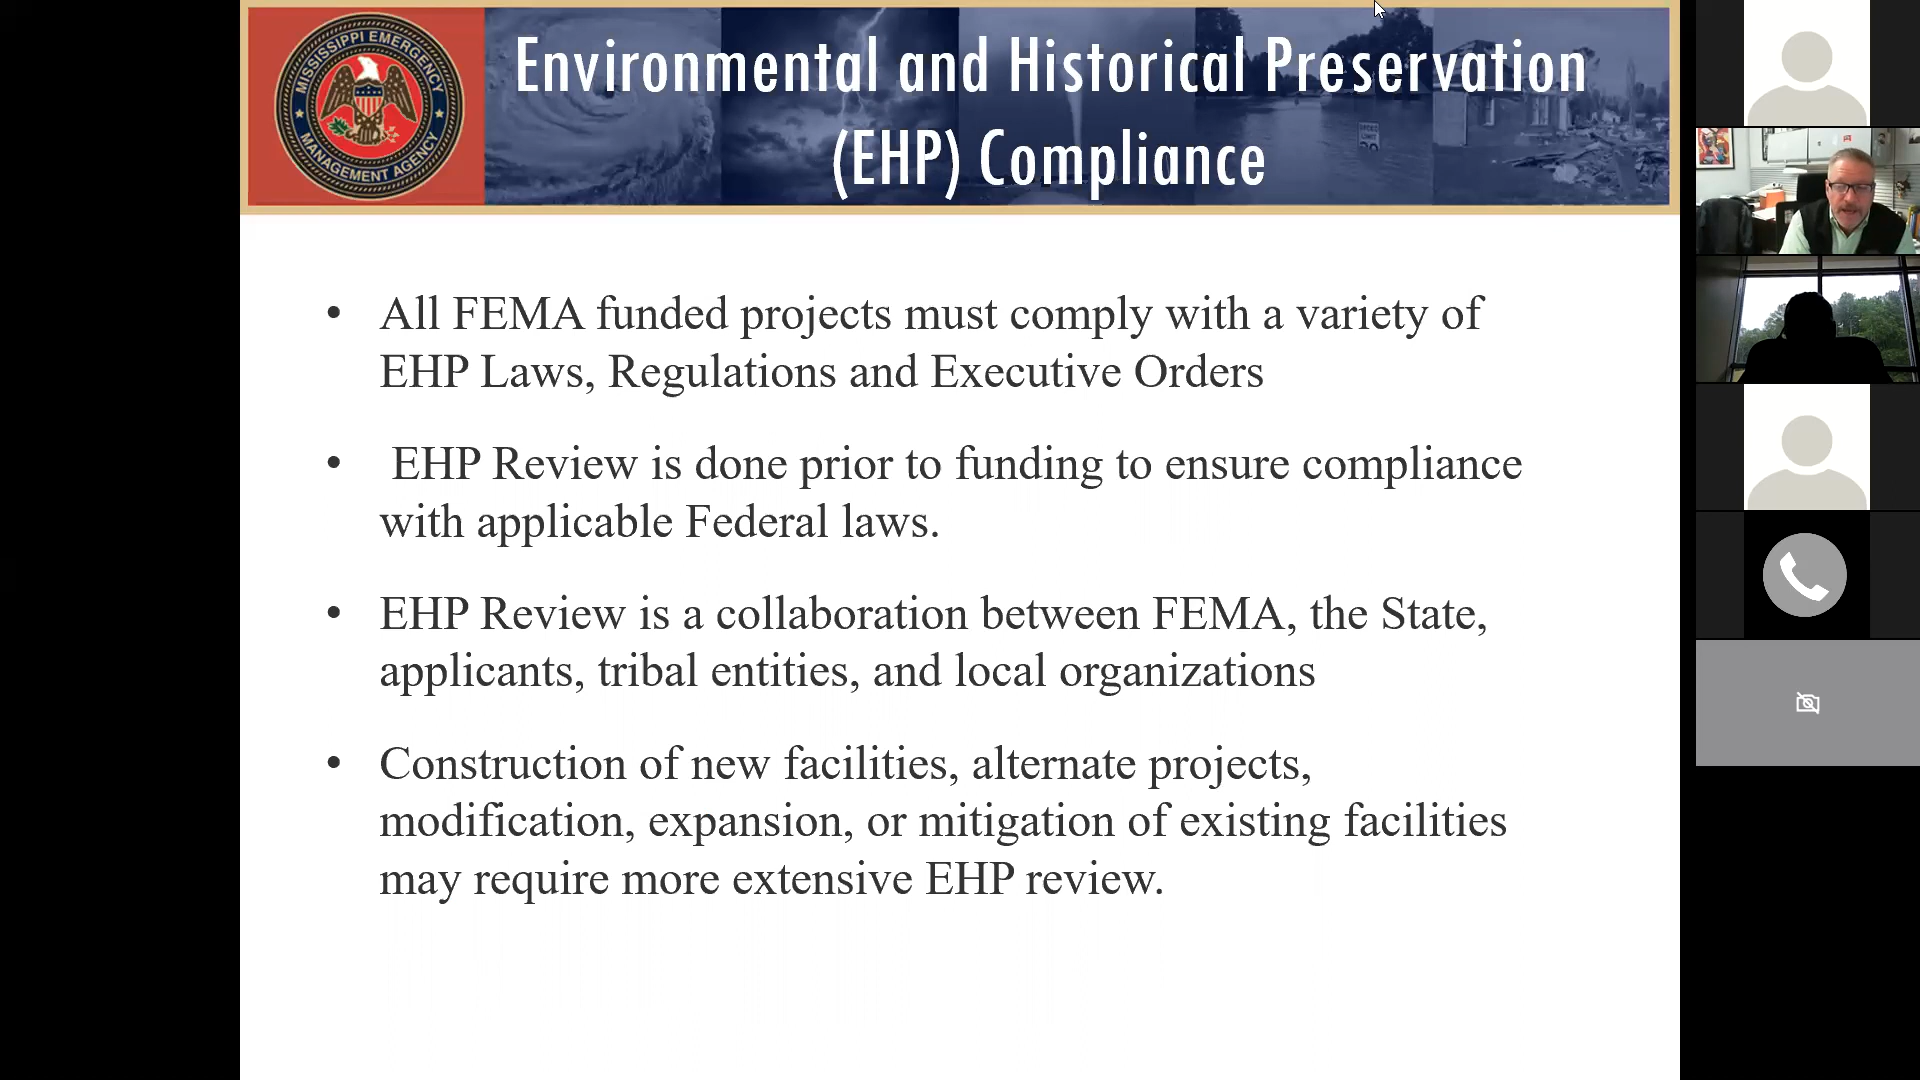 MISSISSIPPI EMERGENCY
MANAGEMENT AGENCY
Environmental and Historical Preservation
(EHP) Compliance
SPEED
LIMIT
• All FEMA funded projects must comply with a variety of
EHP Laws, Regulations and Executive Orders
• EHP Review is done prior to funding to ensure compliance
with applicable Federal laws.
• EHP Review is a collaboration between FEMA, the State,
applicants, tribal entities, and local organizations
• Construction of new facilities, alternate projects,
modification, expansion, or mitigation of existing facilities
may require more extensive EHP review.